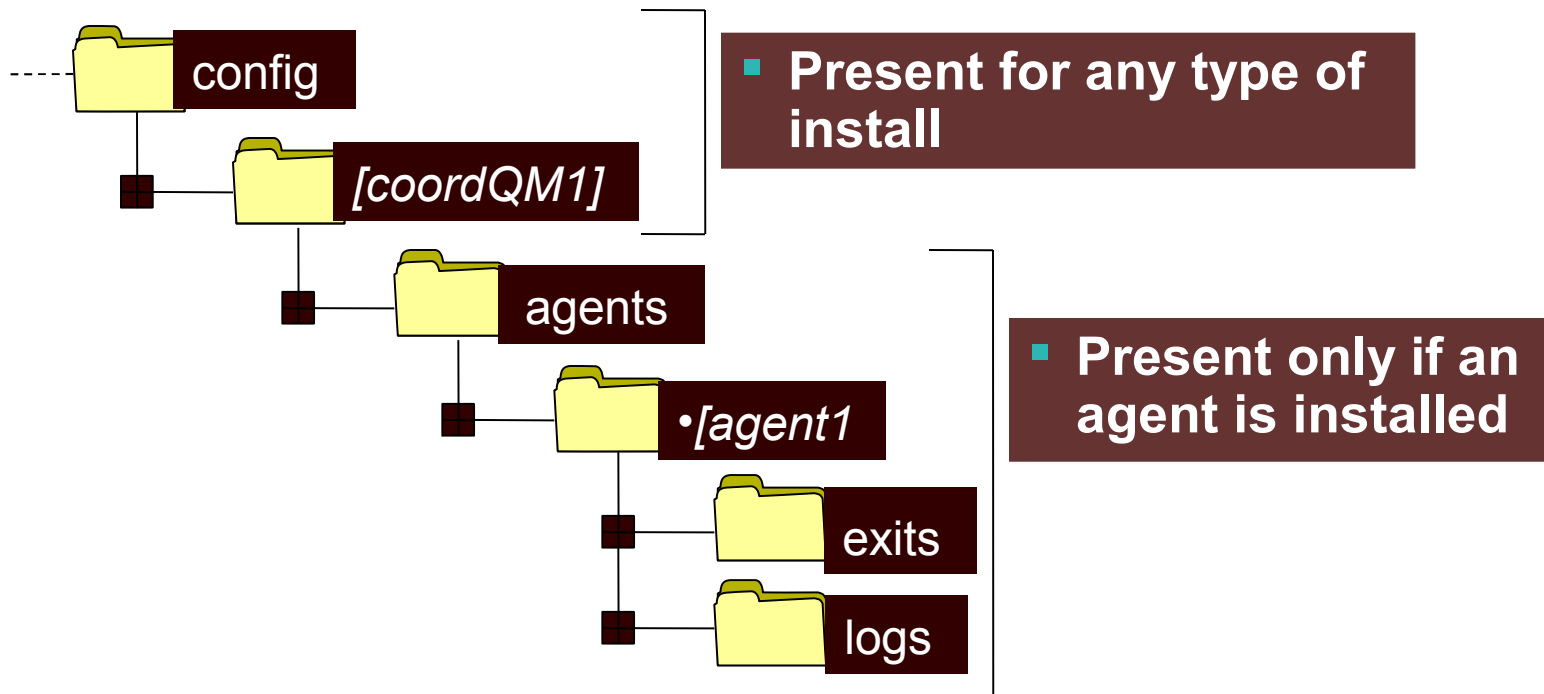 config
▪ Present for any type of
install
[coordQM1]
agents
▪ Present only if an
agent is installed
•[agent1
exits
logs